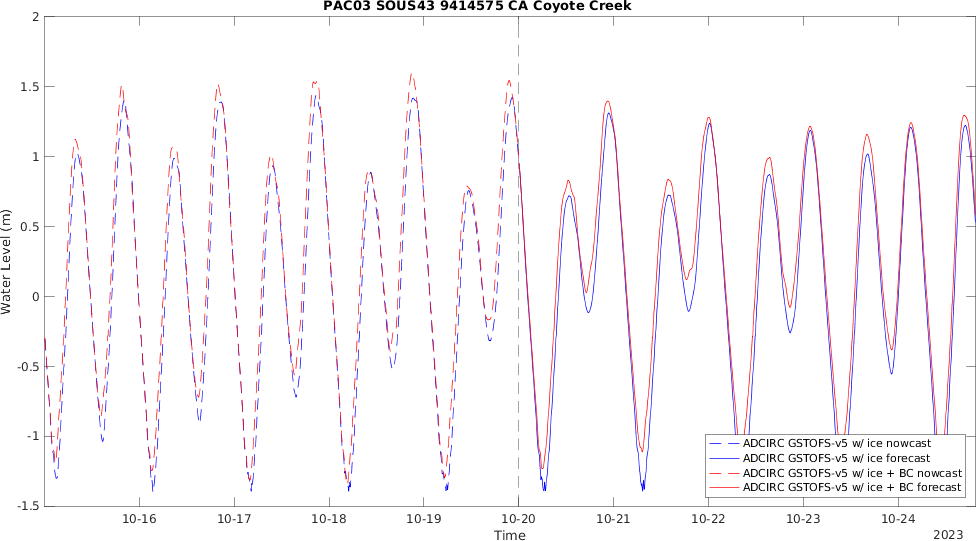 PAC03 SOUS43 9414575 CA Coyote Creek
2
1.5
1
0.5
0
-0.5
-1
-1.5
Water Level (m)
10-16
10-17
10-18
10-19
10-20
10-21
10-22
10-23
10-24
Time
2023
ADCIRC GSTOFS-v5 w/ ice nowcast
ADCIRC GSTOFS-v5 w/ ice forecast
ADCIRC GSTOFS-v5 w/ ice + BC nowcast
ADCIRC GSTOFS-v5 w/ ice + BC forecast